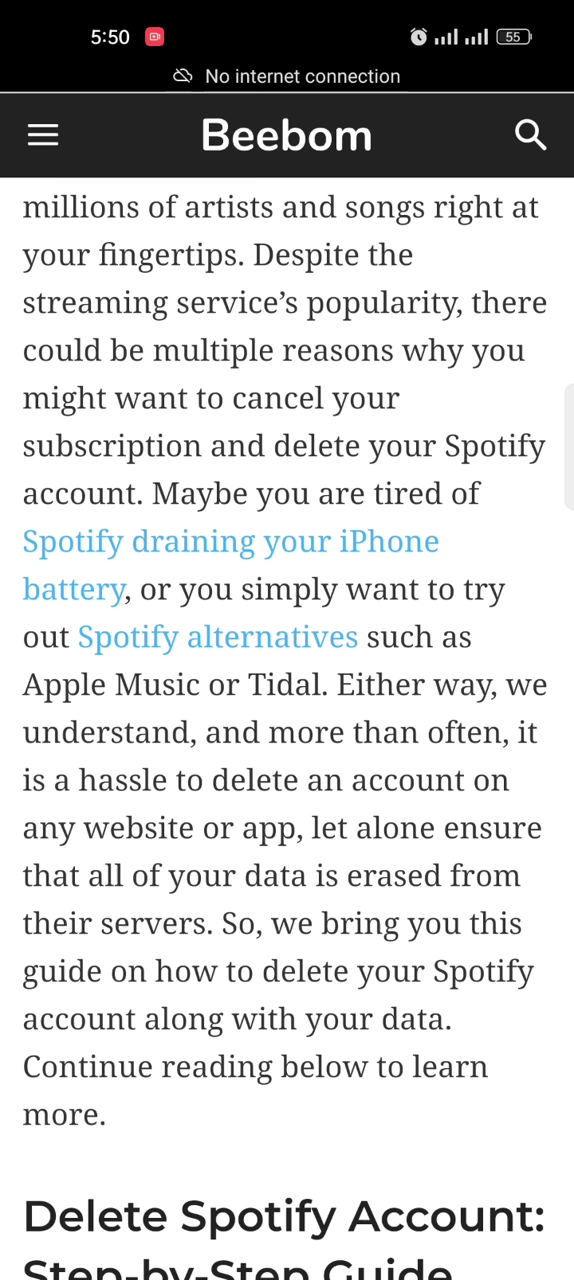 5:50
55
No internet connection
Beebom
millions of artists and songs right at
your fingertips. Despite the
streaming service’s popularity, there
could be multiple reasons why you
might want to cancel your
subscription and delete your Spotify
account. Maybe you are tired of
Spotify draining your iPhone
battery, or you simply want to try
out Spotify alternatives such as
Apple Music or Tidal. Either way, we
understand, and more than often, it
is a hassle to delete an account on
any website or app, let alone ensure
that all of your data is erased from
their servers. So, we bring you this
guide on how to delete your Spotify
account along with your data.
Continue reading below to learn
more.
Delete Spotify Account:
Step-by-Step Guide